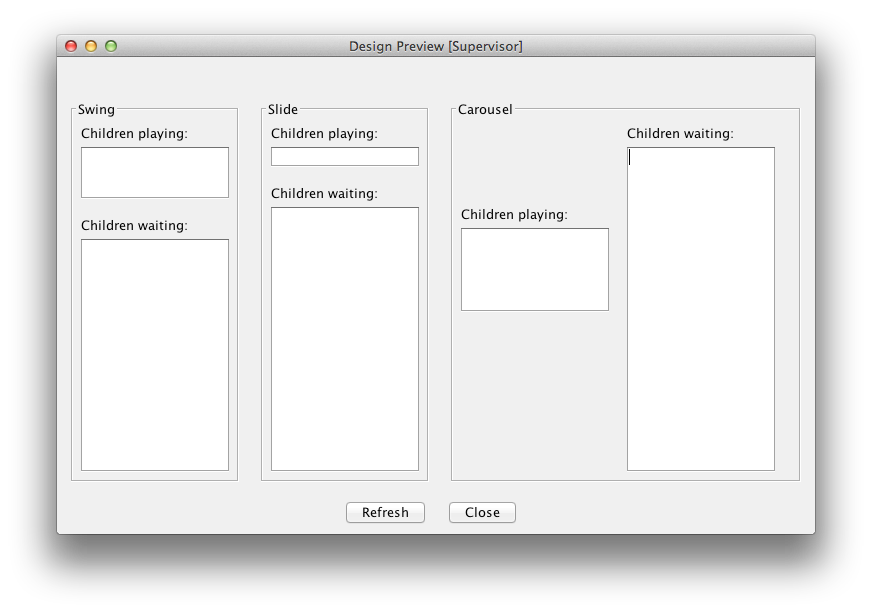 Design Preview [Supervisor]
Swing
Children playing:
Children waiting:
Slide
Children playing:
Children waiting:
Carousel
Children playing:
Children waiting:
Refresh
Close